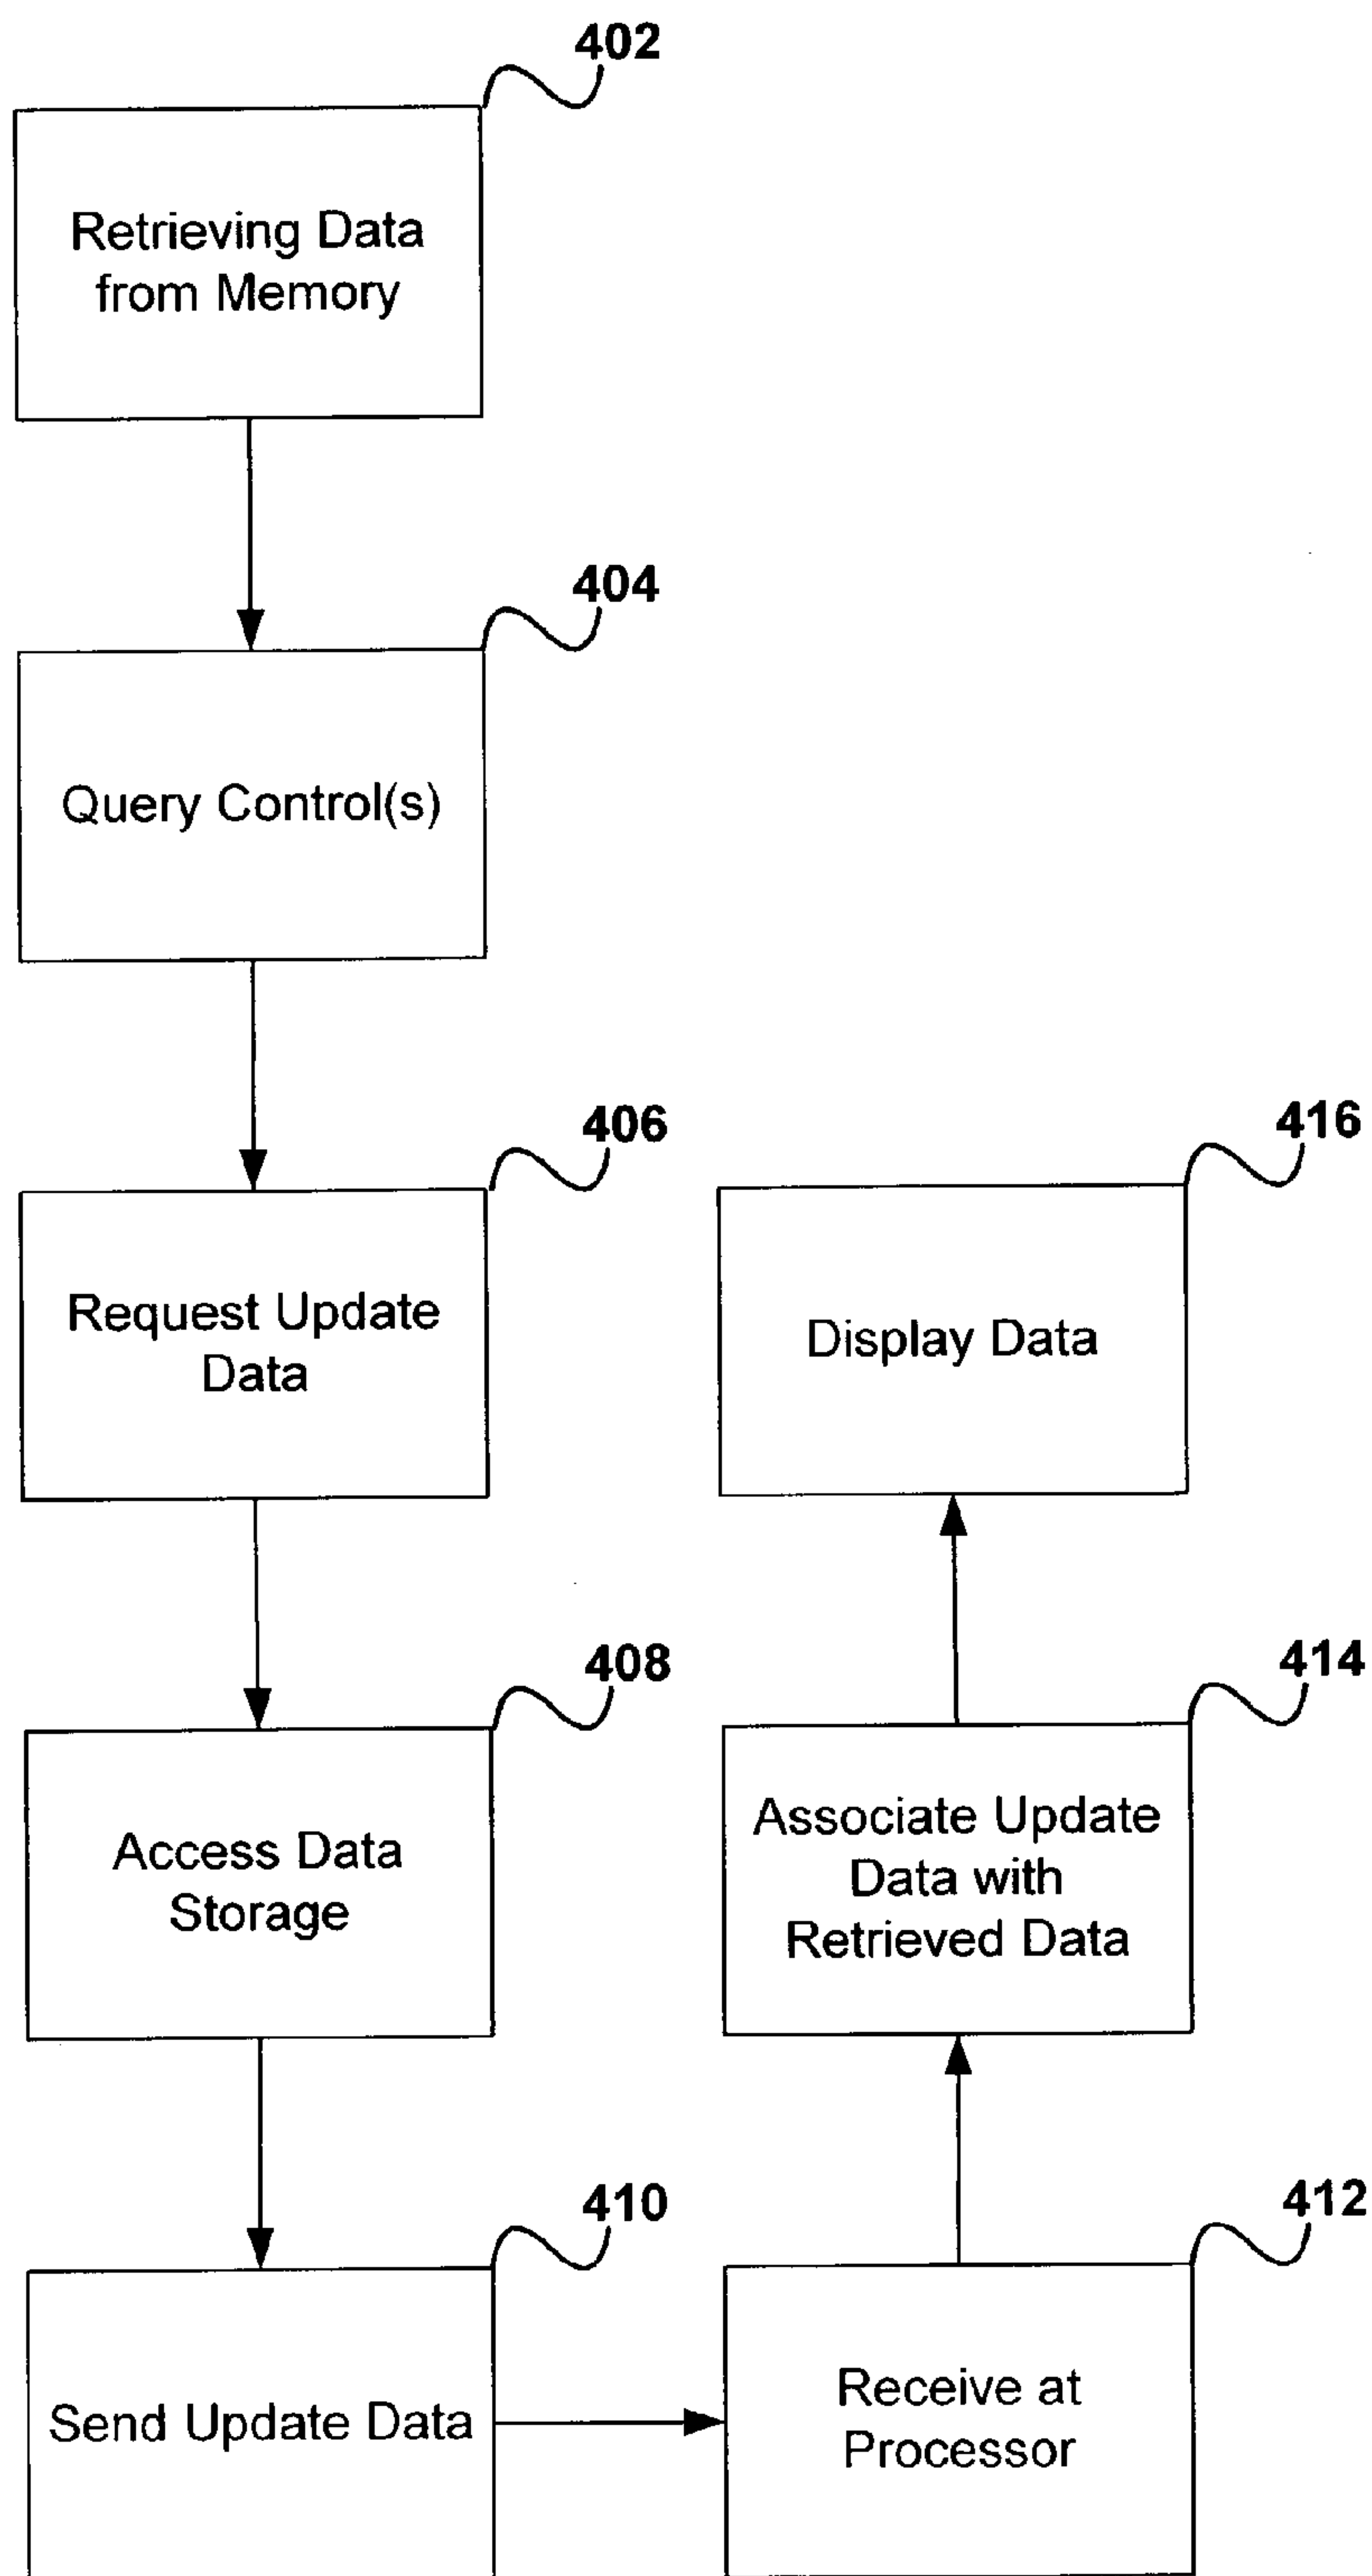 402
Retrieving Data
from Memory
404
Query Control(s)
406
Request Update
Data
408
Access Data
Storage
410
Send Update Data
412
Receive at
Processor
414
Associate Update
Data with
Retrieved Data
416
Display Data